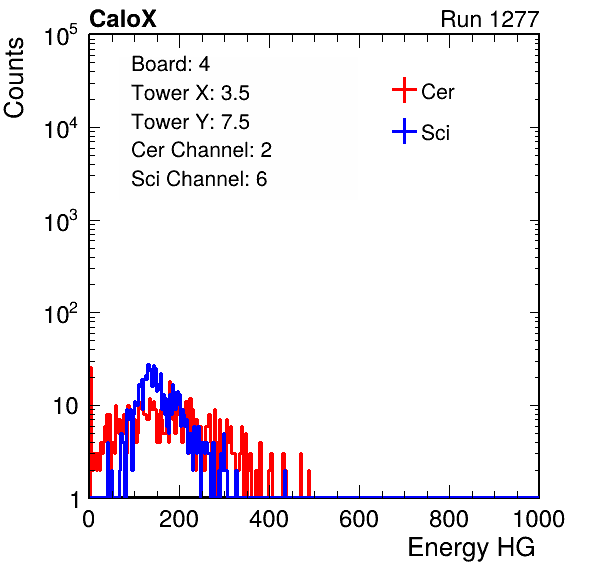 CaloX Run 1277
Counts
Board: 4
Tower X: 3.5
Tower Y: 7.5
Cer Channel: 2
Sci Channel: 6
Cer
Sci
10^5
10^4
10^3
10^2
10
1
0 200 400 600 800 1000
Energy HG